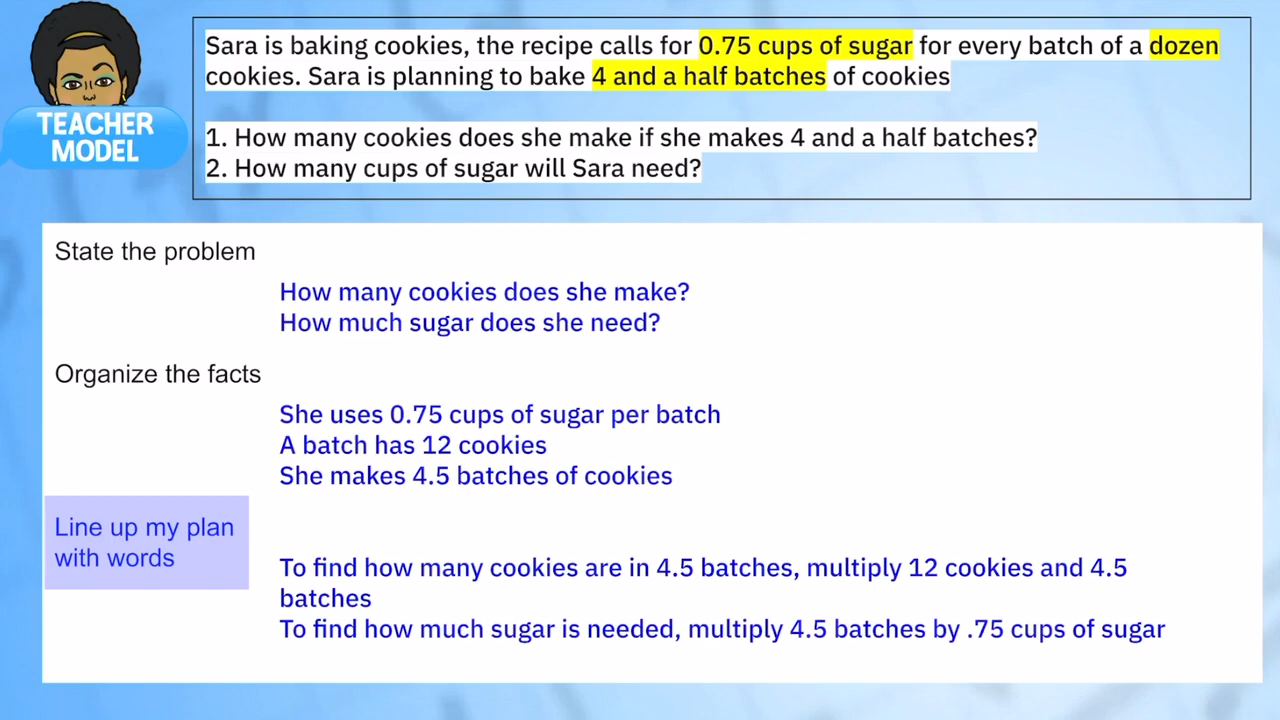 TEACHER
MODEL
Sara is baking cookies, the recipe calls for 0.75 cups of sugar for every batch of a dozen
cookies. Sara is planning to bake 4 and a half batches of cookies
1. How many cookies does she make if she makes 4 and a half batches?
2. How many cups of sugar will Sara need?
State the problem
How many cookies does she make?
How much sugar does she need?
Organize the facts
She uses 0.75 cups of sugar per batch
A batch has 12 cookies
She makes 4.5 batches of cookies
Line up my plan
with words
To find how many cookies are in 4.5 batches, multiply 12 cookies and 4.5
batches
To find how much sugar is needed, multiply 4.5 batches by .75 cups of sugar